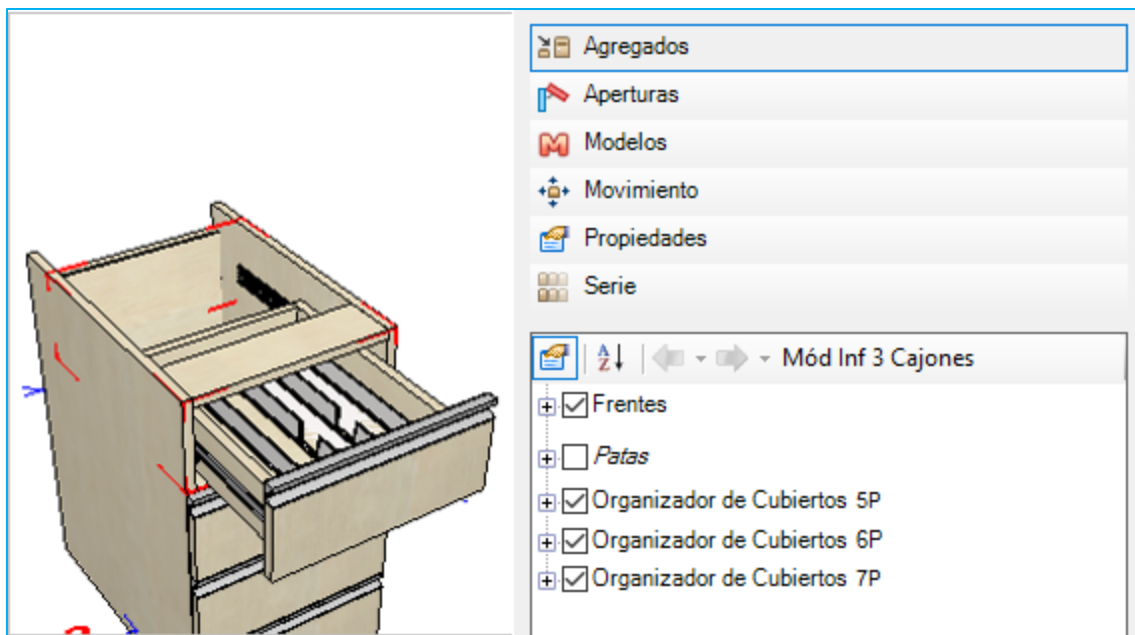 Agregados
Aperturas
Modelos
Movimiento
Propiedades
Serie
Mód Inf 3 Cajones
Frentes
Patas
Organizador de Cubiertos 5P
Organizador de Cubiertos 6P
Organizador de Cubiertos 7P